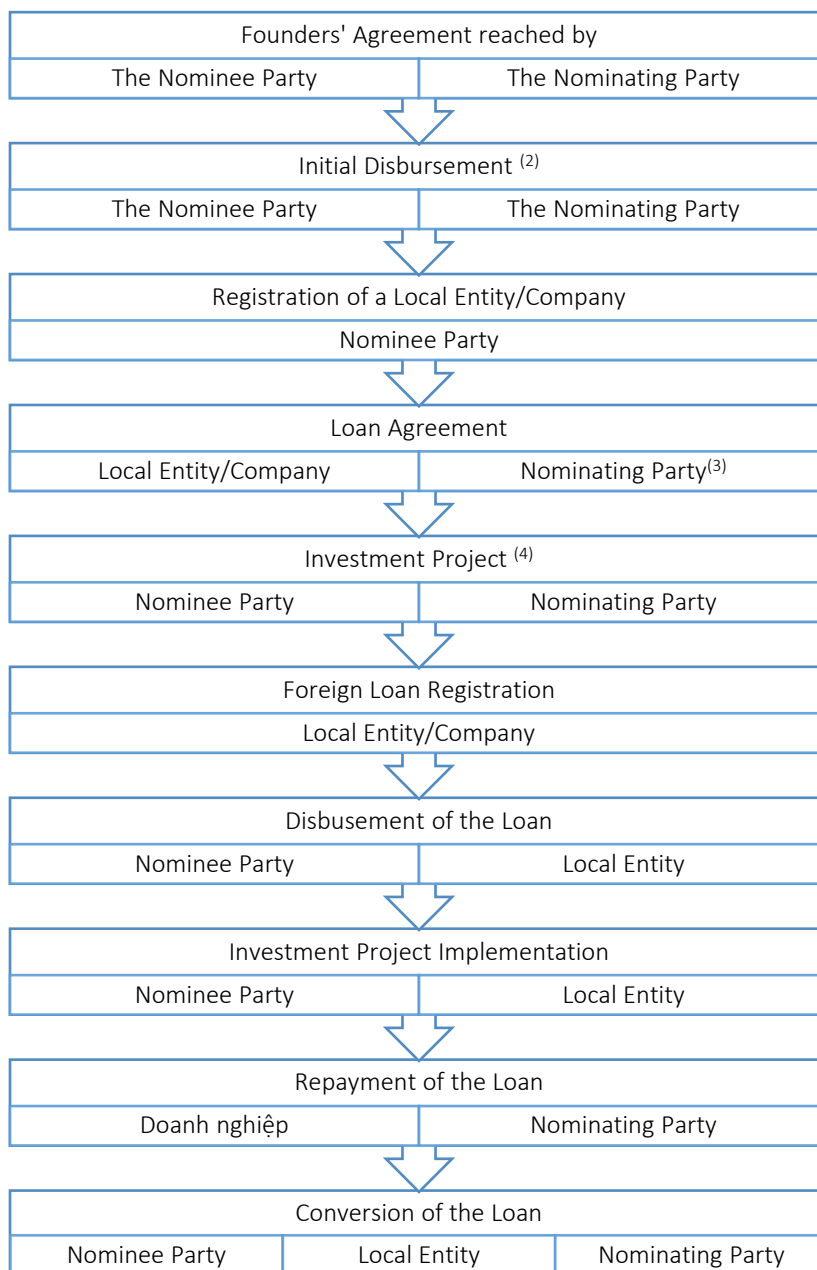 Founders' Agreement reached by
The Nominee Party The Nominating Party
Initial Disbursement (2)
The Nominee Party The Nominating Party
Registration of a Local Entity/Company
Nominee Party
Loan Agreement
Local Entity/Company Nominating Party(3)
Investment Project (4)
Nominee Party Nominating Party
Foreign Loan Registration
Local Entity/Company
Disbusement of the Loan
Nominee Party Local Entity
Investment Project Implementation
Nominee Party Local Entity
Repayment of the Loan
Doanh nghiệp Nominating Party
Conversion of the Loan
Nominee Party Local Entity Nominating Party